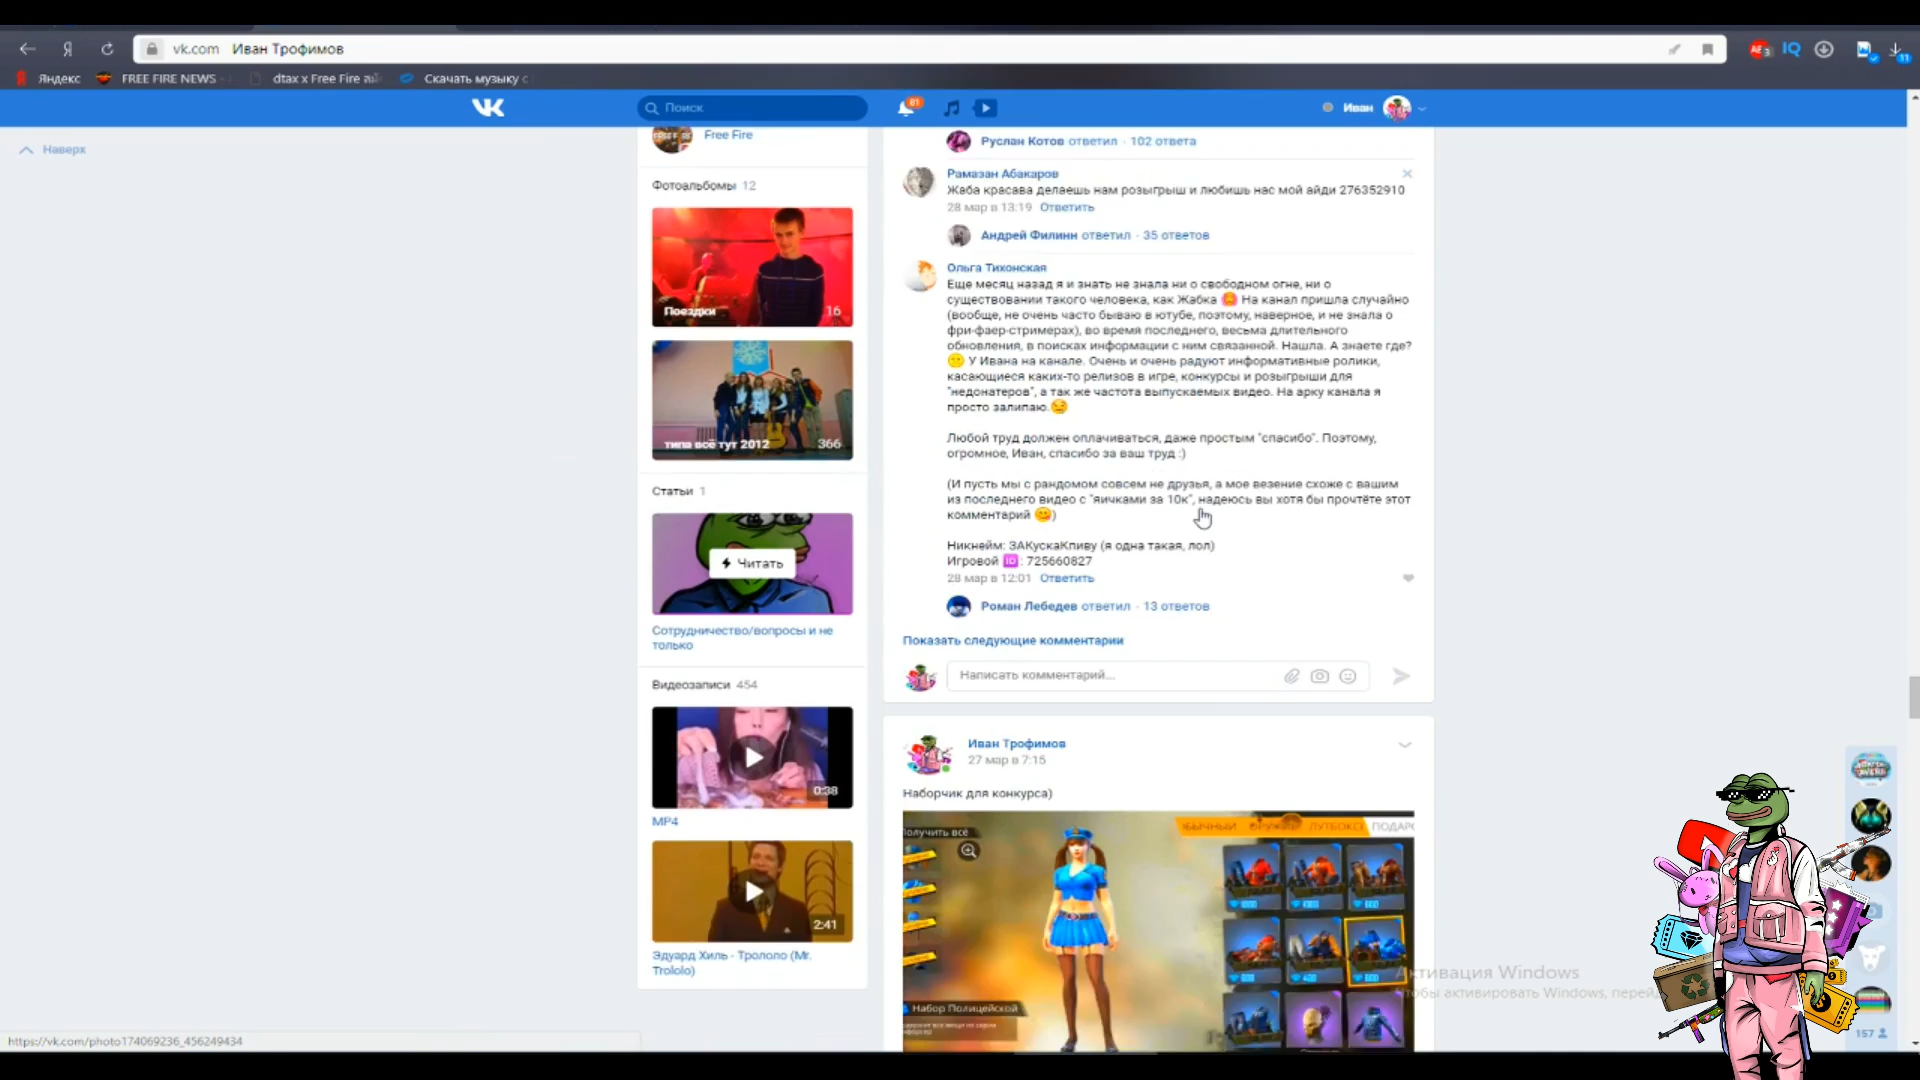 vk.com Иван Трофимов
Яндекс
FREE FIRE NEWS -
dtax x Free Fire
Скачать музыку с
Поиск
81
Иван
Наверх
Free Fire
Фотоальбомы 12
Поездки 16
типа всё тут 2012 366
Статьи 1
Читать
Сотрудничество/вопросы и не
только
Видеозаписи 454
0:38
MP4
2:41
Эдуард Хиль - Трололо (Mr.
Trololo)
Руслан Котов ответил · 102 ответа
Рамазан Абакаров
Жаба красава делаешь нам розыгрыш и любишь нас мой айди 276352910
28 мар в 13:19 Ответить
Андрей Филинн ответил · 35 ответов
Ольга Тихонская
Еще месяц назад я и знать не знала ни о свободном огне, ни о
существовании такого человека, как Жабка На канал пришла случайно
(вообще, не очень часто бываю в ютубе, поэтому, наверное, и не знала о
фри-фаер-стримерах), во время последнего, весьма длительного
обновления, в поисках информации с ним связанной. Нашла. А знаете где?
У Ивана на канале. Очень и очень радуют информативные ролики,
касающиеся каких-то релизов в игре, конкурсы и розыгрыши для
"недонатеров", а так же частота выпускаемых видео. На арку канала я
просто залипаю.
Любой труд должен оплачиваться, даже простым "спасибо". Поэтому,
огромное, Иван, спасибо за ваш труд :)
(И пусть мы с рандомом совсем не друзья, а мое везение схоже с вашим
из последнего видео с "яичками за 10к", надеюсь вы хотя бы прочтёте этот
комментарий )
Никнейм: ЗАКускаКпиву (я одна такая, лол)
Игровой ID : 725660827
28 мар в 12:01 Ответить
Роман Лебедев ответил · 13 ответов
Показать следующие комментарии
Написать комментарий...
Иван Трофимов
27 мар в 7:15
Наборчик для конкурса)
Получить всё
ЛУТБОКС
ПОДАРО
Набор Полицейской
Активация Windows
Чтобы активировать Windows, перей
157
https://vk.com/photo174069236_456249434